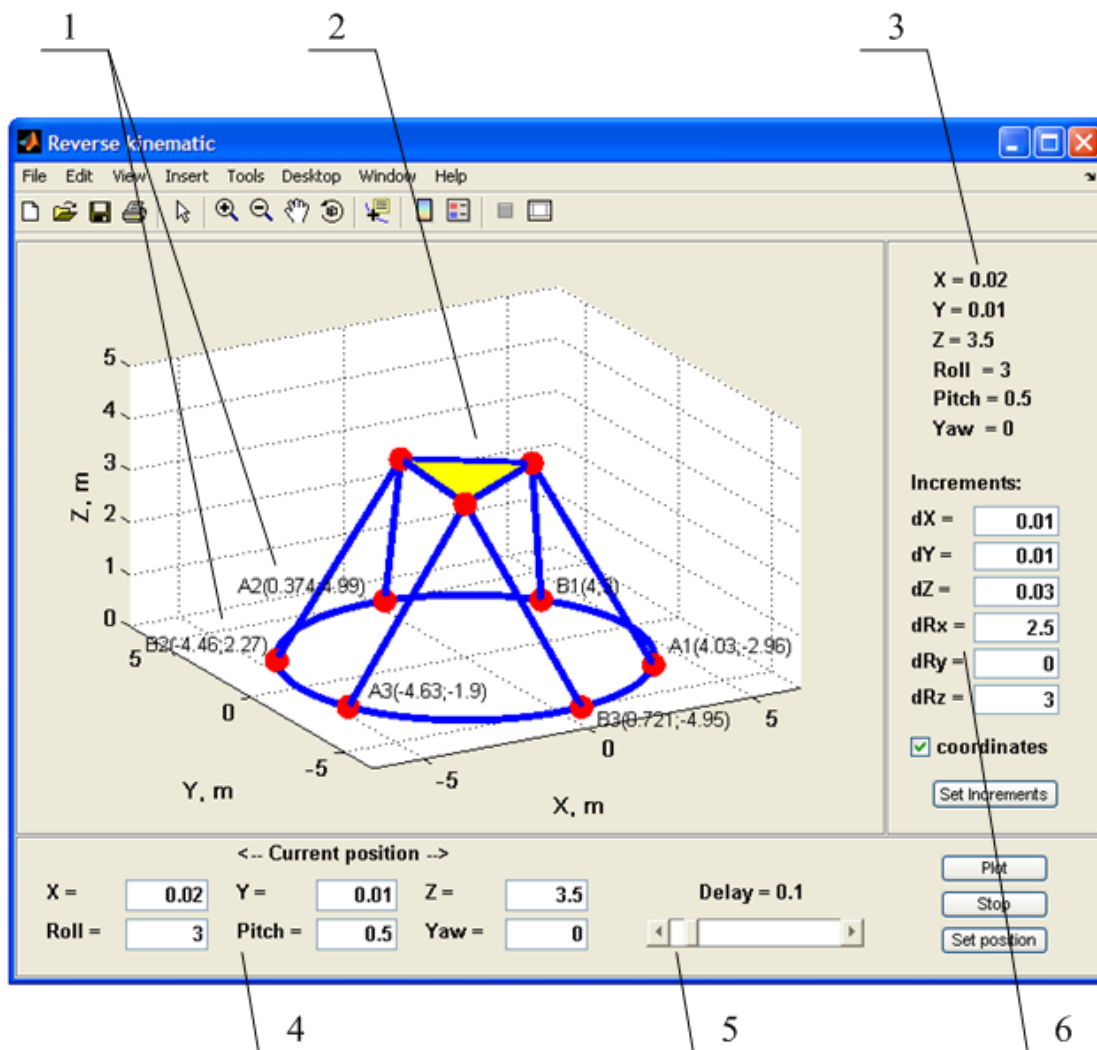 1 2 3
Reverse kinematic
File Edit View Insert Tools Desktop Window Help
X = 0.02
Y = 0.01
Z = 3.5
Roll = 3
Pitch = 0.5
Yaw = 0
Increments:
dX = 0.01
dY = 0.01
dZ = 0.03
dRx = 2.5
dRy = 0
dRz = 3
coordinates
Set Increments
5
4
3
2
1
0
Z, m
5
0
-5
Y, m
-5
0
5
X, m
A2(0.374;4.99)
B1(4;3)
B2(-4.46;2.27)
A1(4.03;-2.96)
A3(-4.63;-1.9)
B3(0.721;-4.95)
<-- Current position -->
X = 0.02 Y = 0.01 Z = 3.5
Roll = 3 Pitch = 0.5 Yaw = 0
Delay = 0.1
Plot
Stop
Set position
4 5 6